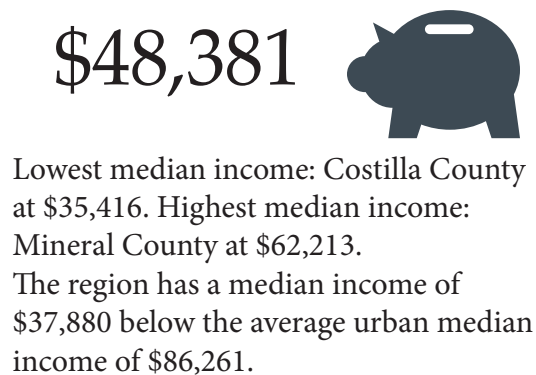 $48,381
Lowest median income: Costilla County
at $35,416. Highest median income:
Mineral County at $62,213.
The region has a median income of
$37,880 below the average urban median
income of $86,261.